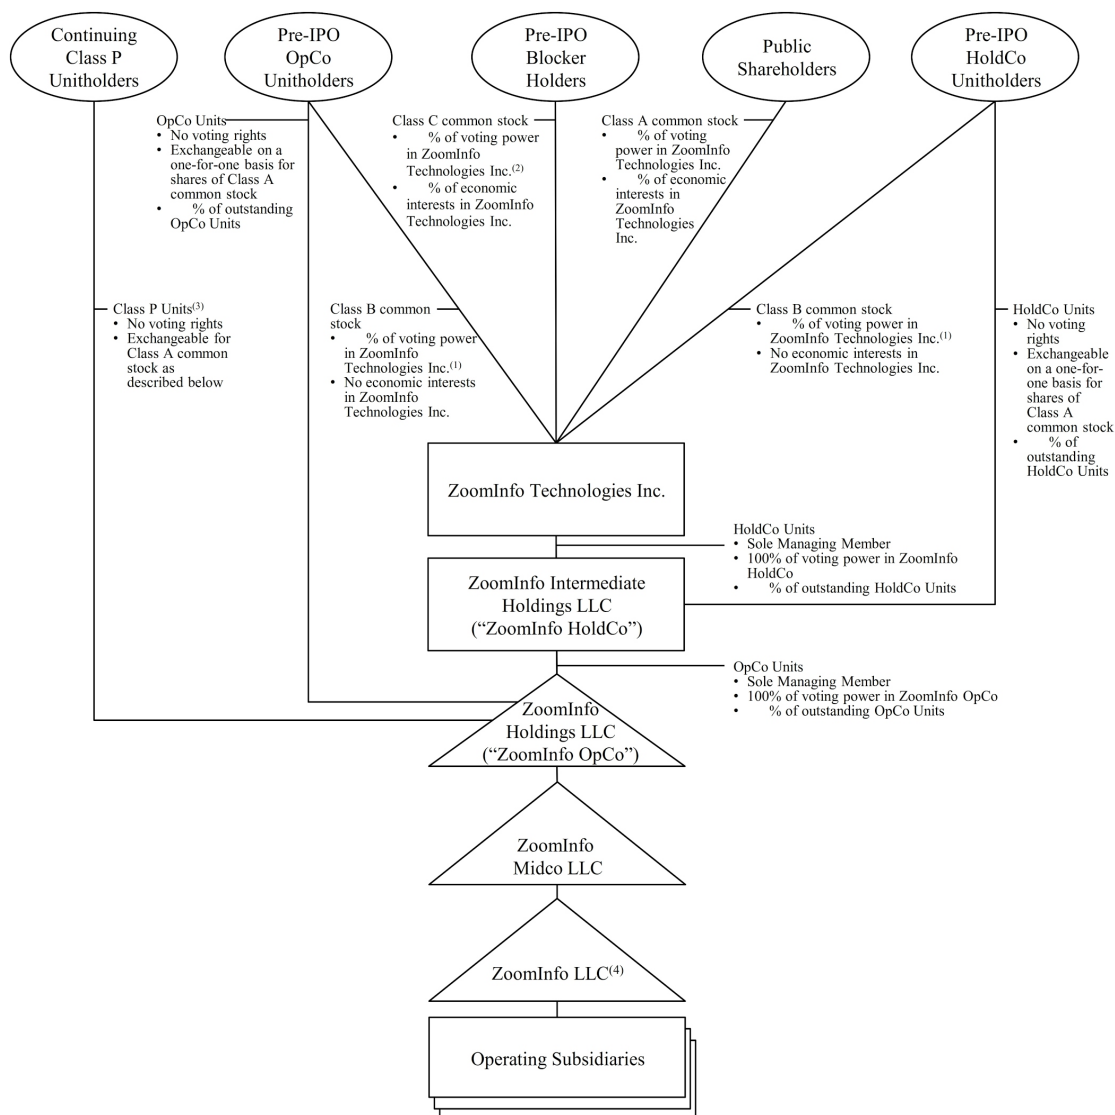 Continuing
Class P
Unitholders
Pre-IPO
OpCo
Unitholders
Pre-IPO
Blocker
Holders
Public
Shareholders
Pre-IPO
HoldCo
Unitholders
OpCo Units
• No voting rights
• Exchangeable on a
one-for-one basis for
shares of Class A
common stock
• % of outstanding
OpCo Units
Class C common stock
• % of voting power
in ZoomInfo
Technologies Inc.(2)
• % of economic
interests in ZoomInfo
Technologies Inc.
Class A common stock
• % of voting
power in ZoomInfo
Technologies Inc.
• % of economic
interests in
ZoomInfo
Technologies
Inc.
Class P Units(3)
• No voting rights
• Exchangeable for
Class A common
stock as
described below
Class B common
stock
• % of voting power
in ZoomInfo
Technologies Inc.(1)
• No economic interests
in ZoomInfo
Technologies Inc.
Class B common stock
• % of voting power in
ZoomInfo Technologies Inc.(1)
• No economic interests in
ZoomInfo Technologies Inc.
HoldCo Units
• No voting
rights
• Exchangeable
on a one-for-
one basis for
shares of
Class A
common stock
• % of
outstanding
HoldCo Units
ZoomInfo Technologies Inc.
HoldCo Units
• Sole Managing Member
• 100% of voting power in ZoomInfo
HoldCo
• % of outstanding HoldCo Units
ZoomInfo Intermediate
Holdings LLC
(“ZoomInfo HoldCo”)
OpCo Units
• Sole Managing Member
• 100% of voting power in ZoomInfo OpCo
• % of outstanding OpCo Units
ZoomInfo
Holdings LLC
(“ZoomInfo OpCo”)
ZoomInfo
Midco LLC
ZoomInfo LLC(4)
Operating Subsidiaries